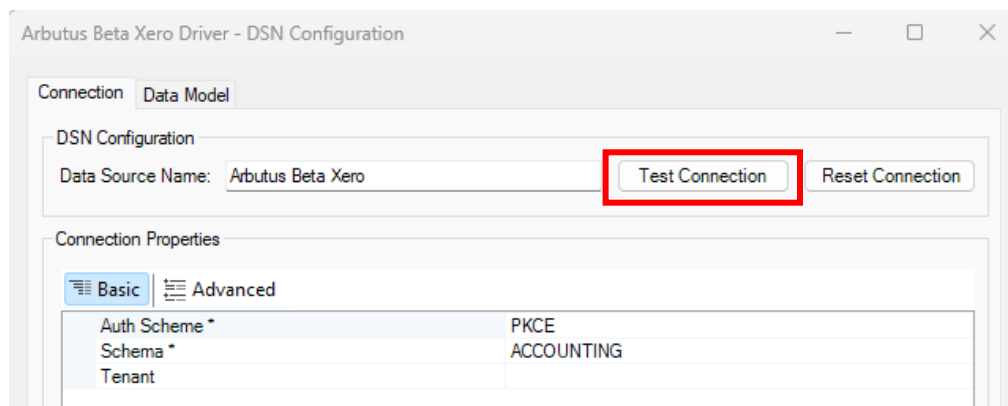 Arbutus Beta Xero Driver - DSN Configuration
Connection Data Model
DSN Configuration
Data Source Name: Arbutus Beta Xero Test Connection Reset Connection
Connection Properties
Basic Advanced
Auth Scheme * PKCE
Schema * ACCOUNTING
Tenant